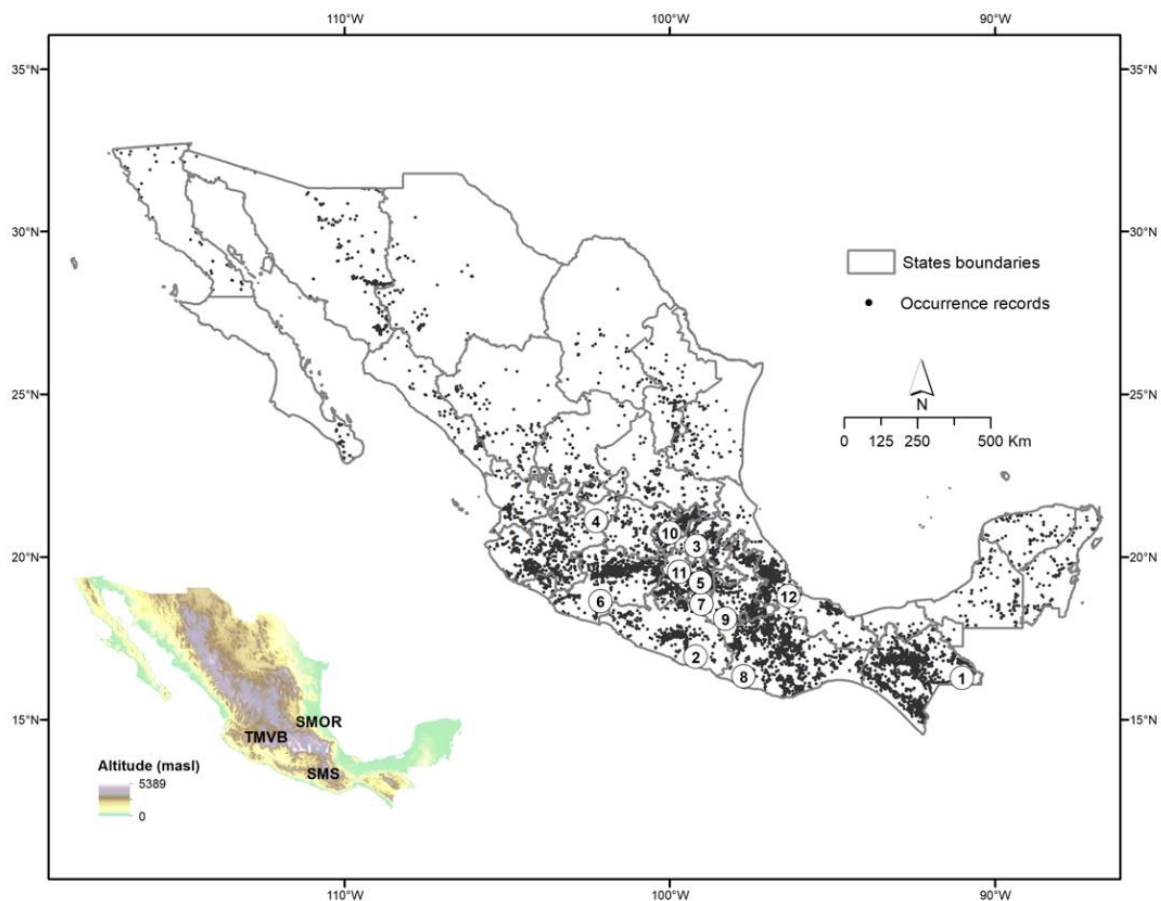 110°W 100°W 90°W
35°N 35°N
30°N 30°N
States boundaries
Occurrence records
N
25°N 25°N
0 125 250 500 Km
4
10
3
20°N 20°N
11
5
6
7
12
9
2
8
1
15°N 15°N
SMOR
TMVB
SMS
Altitude (masl)
5389
0
110°W 100°W 90°W